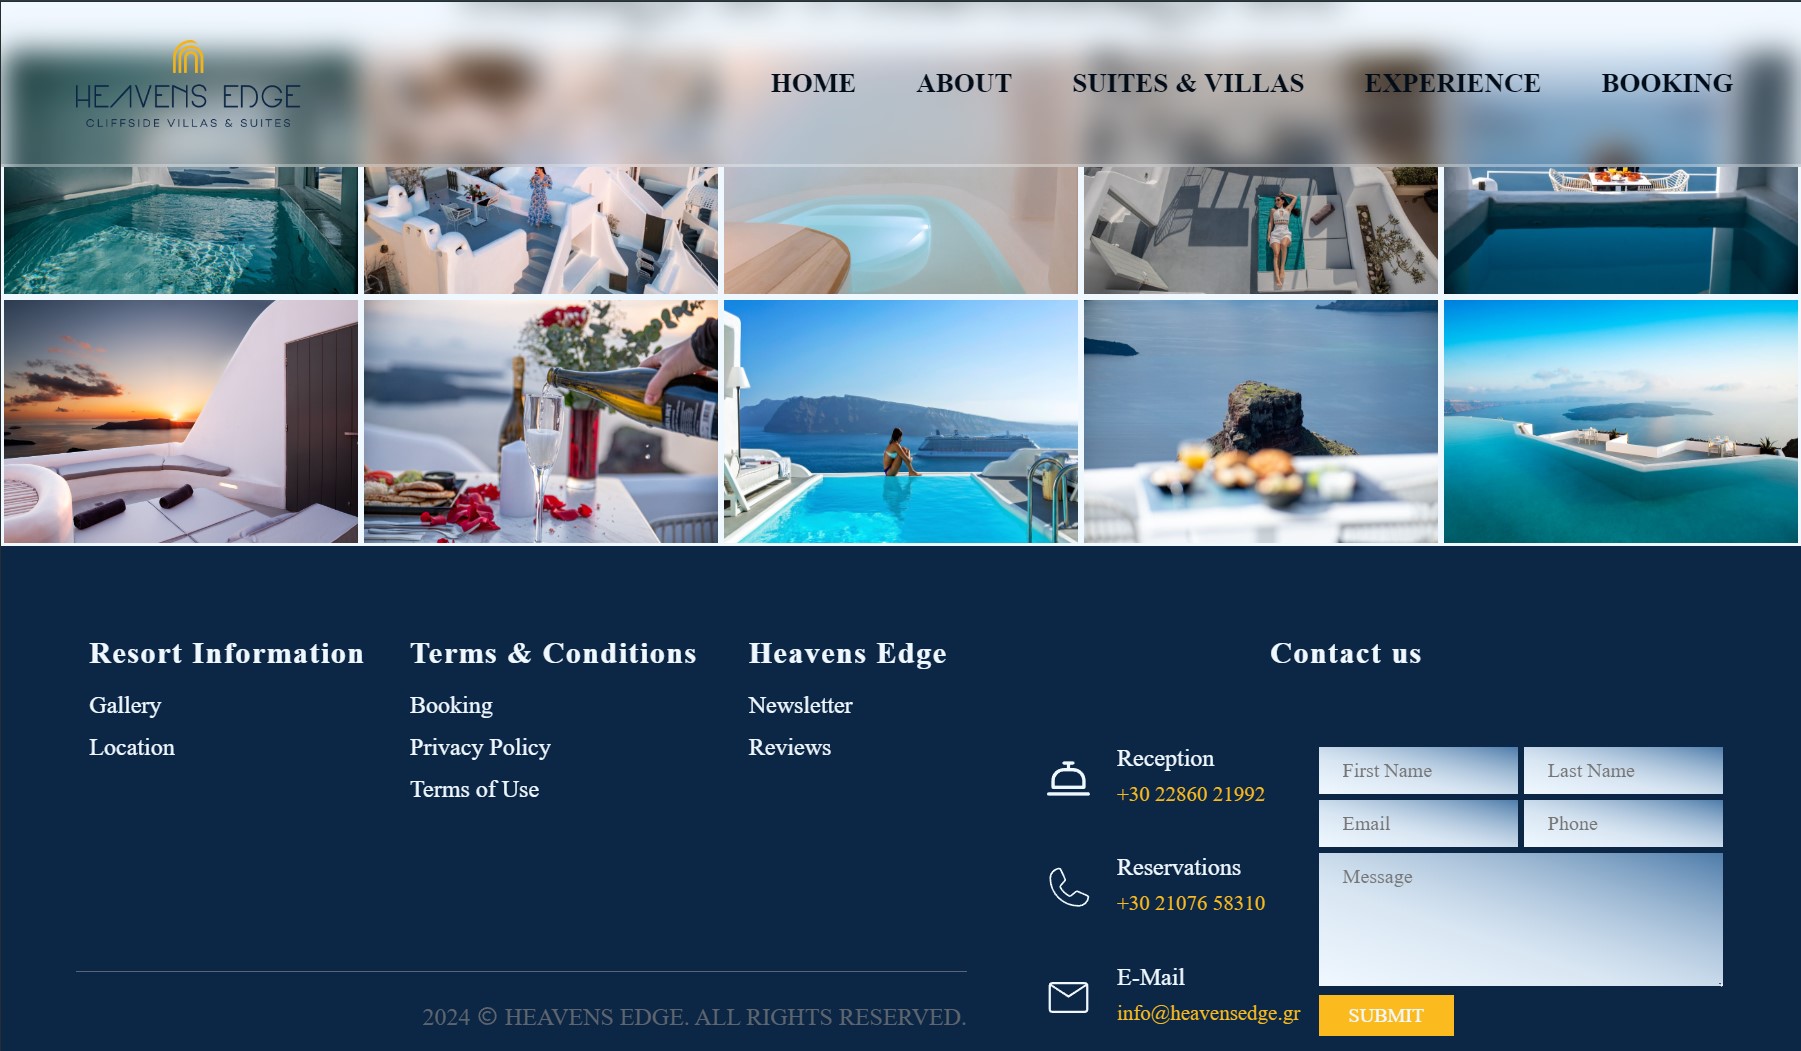 HEAVENS EDGE
CLIFFSIDE VILLAS & SUITES
HOME ABOUT SUITES & VILLAS EXPERIENCE BOOKING
Resort Information
Gallery
Location
Terms & Conditions
Booking
Privacy Policy
Terms of Use
Heavens Edge
Newsletter
Reviews
2024 © HEAVENS EDGE. ALL RIGHTS RESERVED.
Contact us
Reception
+30 22860 21992
Reservations
+30 21076 58310
E-Mail
info@heavensedge.gr
First Name Last Name
Email Phone
Message
SUBMIT